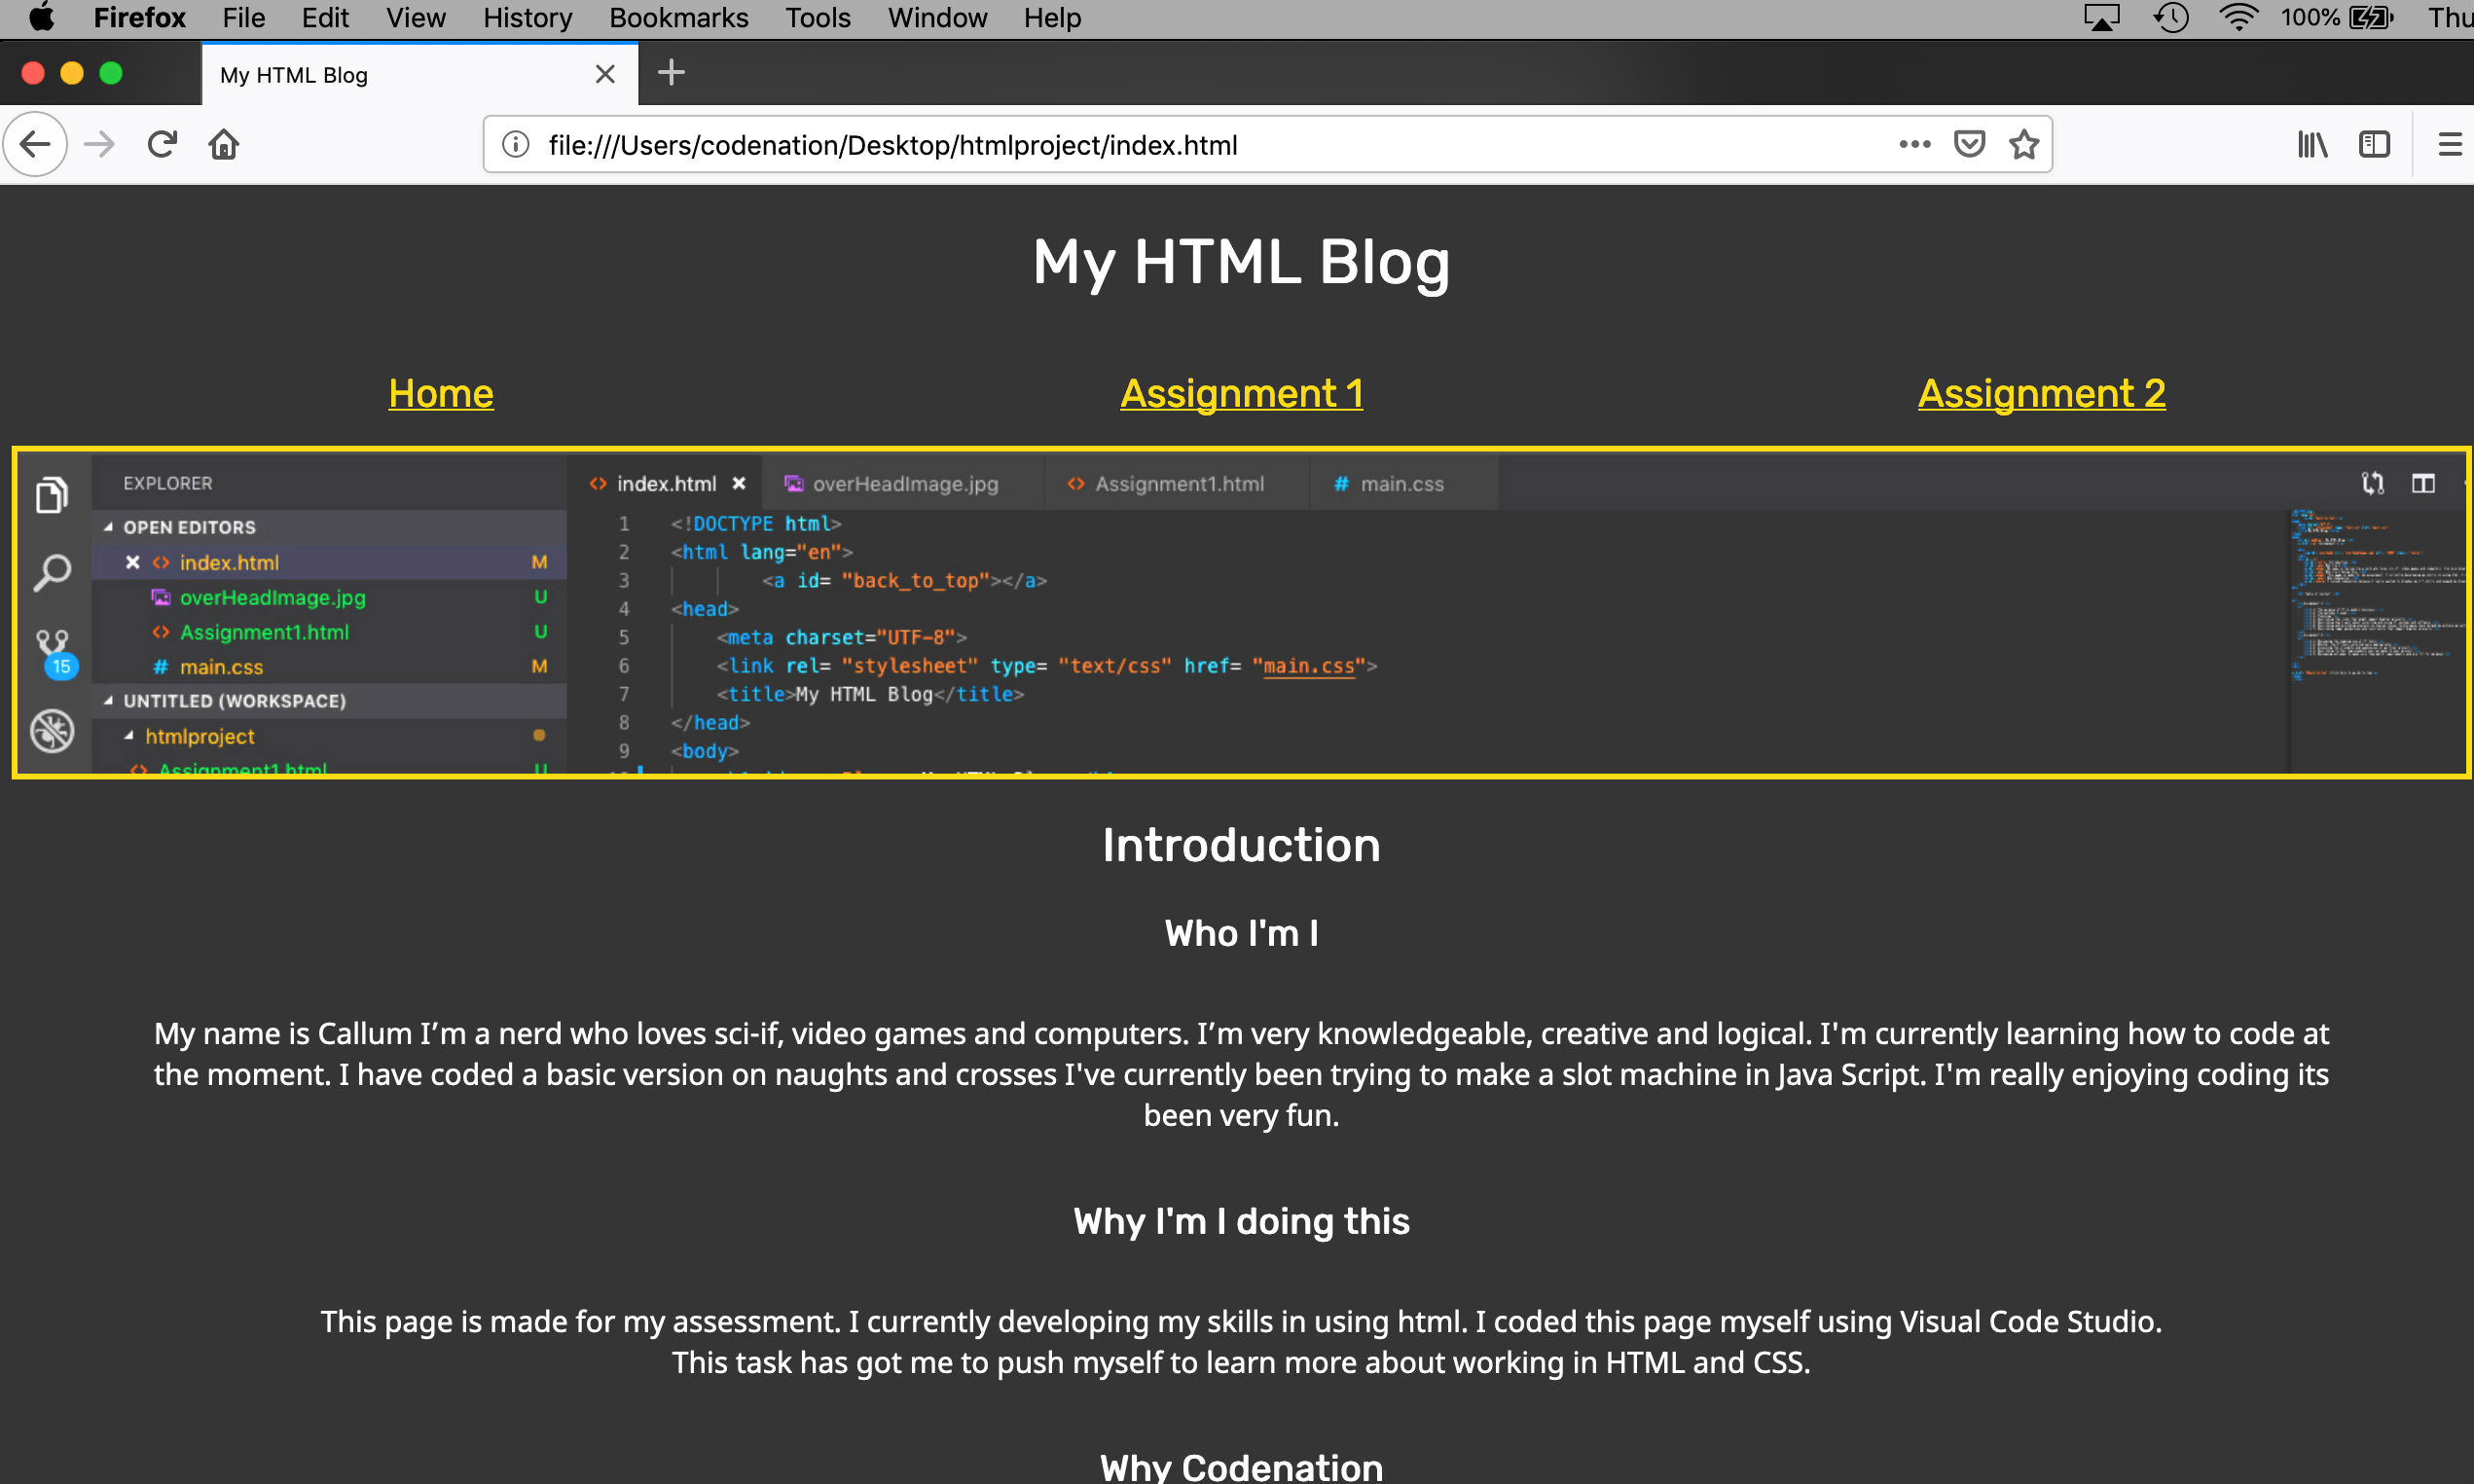 Firefox File Edit View History Bookmarks Tools Window Help 100% Thu
My HTML Blog
file:///Users/codenation/Desktop/htmlproject/index.html
My HTML Blog
Home Assignment 1 Assignment 2
EXPLORER
OPEN EDITORS
index.html M
overHeadImage.jpg U
Assignment1.html U
main.css M
15
UNTITLED (WORKSPACE)
htmlproject
Assignment1.html U
index.html overHeadImage.jpg Assignment1.html main.css
1 <!DOCTYPE html>
2 <html lang="en">
3 <a id= "back_to_top"></a>
4 <head>
5 <meta charset="UTF-8">
6 <link rel= "stylesheet" type= "text/css" href= "main.css">
7 <title>My HTML Blog</title>
8 </head>
9 <body>
Introduction
Who I'm I
My name is Callum I’m a nerd who loves sci-if, video games and computers. I’m very knowledgeable, creative and logical. I'm currently learning how to code at
the moment. I have coded a basic version on naughts and crosses I've currently been trying to make a slot machine in Java Script. I'm really enjoying coding its
been very fun.
Why I'm I doing this
This page is made for my assessment. I currently developing my skills in using html. I coded this page myself using Visual Code Studio.
This task has got me to push myself to learn more about working in HTML and CSS.
Why Codenation